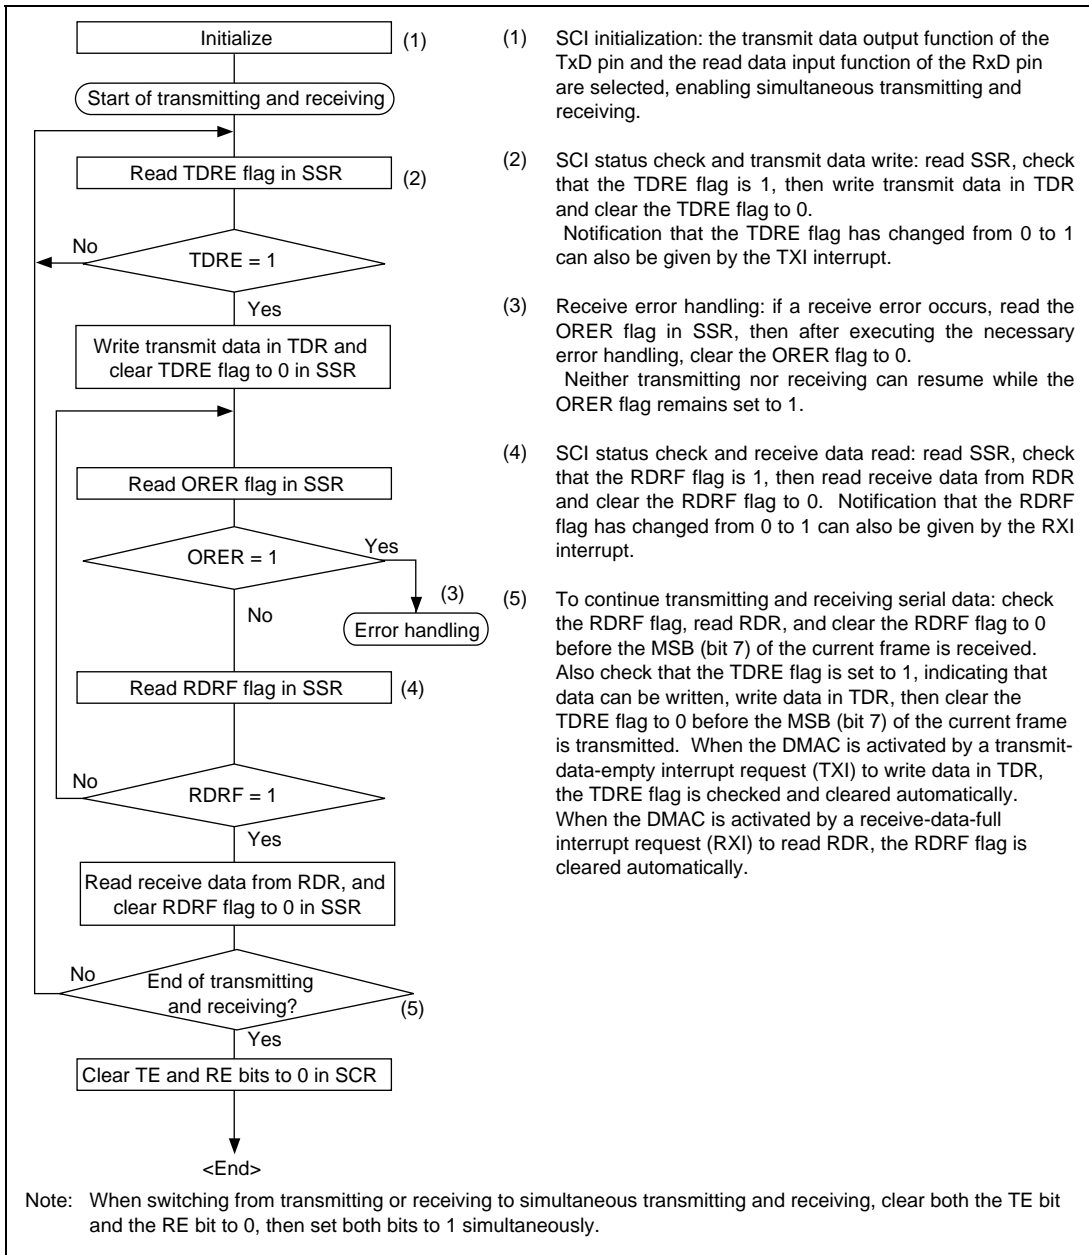 Initialize (1)
Start of transmitting and receiving
Read TDRE flag in SSR (2)
No
TDRE = 1
Yes
Write transmit data in TDR and
clear TDRE flag to 0 in SSR
Read ORER flag in SSR
ORER = 1
Yes
No
(3)
Error handling
Read RDRF flag in SSR (4)
No
RDRF = 1
Yes
Read receive data from RDR, and
clear RDRF flag to 0 in SSR
No
End of transmitting
and receiving?
(5)
Yes
Clear TE and RE bits to 0 in SCR
<End>
(1) SCI initialization: the transmit data output function of the
TxD pin and the read data input function of the RxD pin
are selected, enabling simultaneous transmitting and
receiving.
(2) SCI status check and transmit data write: read SSR, check
that the TDRE flag is 1, then write transmit data in TDR
and clear the TDRE flag to 0.
Notification that the TDRE flag has changed from 0 to 1
can also be given by the TXI interrupt.
(3) Receive error handling: if a receive error occurs, read the
ORER flag in SSR, then after executing the necessary
error handling, clear the ORER flag to 0.
Neither transmitting nor receiving can resume while the
ORER flag remains set to 1.
(4) SCI status check and receive data read: read SSR, check
that the RDRF flag is 1, then read receive data from RDR
and clear the RDRF flag to 0. Notification that the RDRF
flag has changed from 0 to 1 can also be given by the RXI
interrupt.
(5) To continue transmitting and receiving serial data: check
the RDRF flag, read RDR, and clear the RDRF flag to 0
before the MSB (bit 7) of the current frame is received.
Also check that the TDRE flag is set to 1, indicating that
data can be written, write data in TDR, then clear the
TDRE flag to 0 before the MSB (bit 7) of the current frame
is transmitted. When the DMAC is activated by a transmit-
data-empty interrupt request (TXI) to write data in TDR,
the TDRE flag is checked and cleared automatically.
When the DMAC is activated by a receive-data-full
interrupt request (RXI) to read RDR, the RDRF flag is
cleared automatically.
Note: When switching from transmitting or receiving to simultaneous transmitting and receiving, clear both the TE bit
and the RE bit to 0, then set both bits to 1 simultaneously.